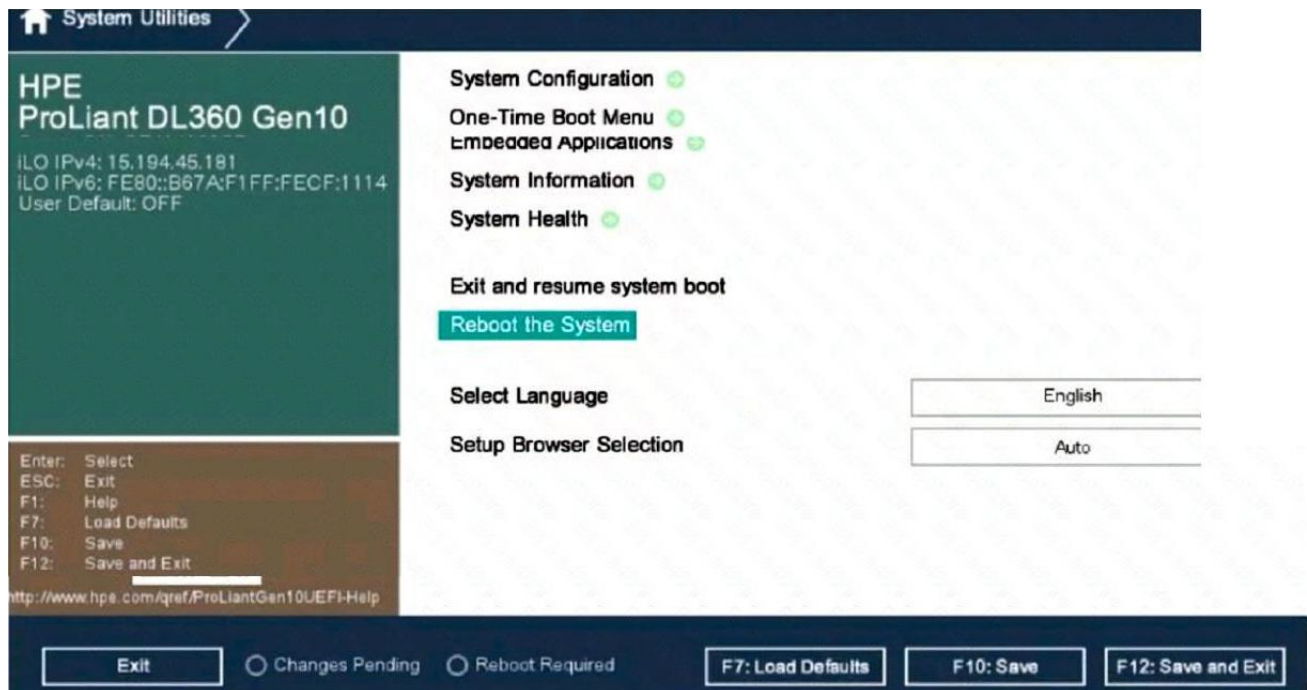 System Utilities
HPE
ProLiant DL360 Gen10
iLO IPv4: 15.194.45.181
iLO IPv6: FE80::B67A:F1FF:FECF:1114
User Default: OFF
Enter: Select
ESC: Exit
F1: Help
F7: Load Defaults
F10: Save
F12: Save and Exit
http://www.hpe.com/qref/ProLiantGen10UEFI-Help
System Configuration
One-Time Boot Menu
Embedded Applications
System Information
System Health
Exit and resume system boot
Reboot the System
Select Language English
Setup Browser Selection Auto
Exit Changes Pending Reboot Required F7: Load Defaults F10: Save F12: Save and Exit